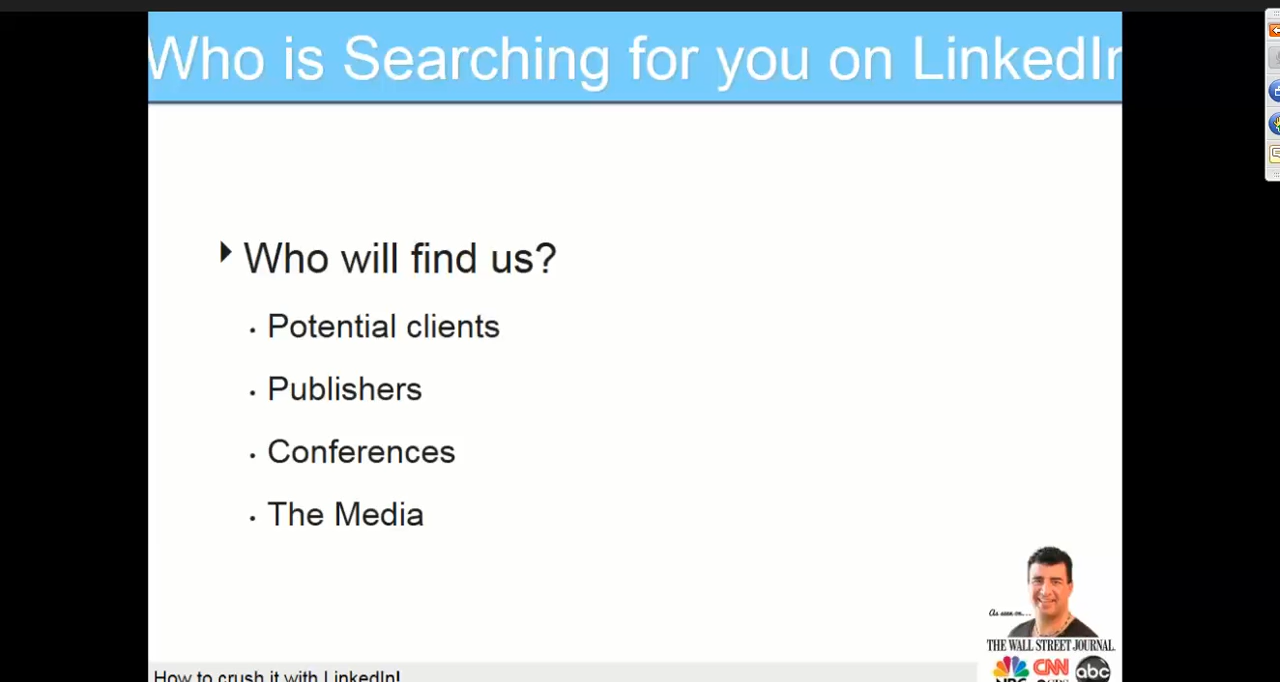 Who is Searching for you on LinkedIn
Who will find us?
Potential clients
Publishers
Conferences
The Media
As seen on...
THE WALL STREET JOURNAL.
NBC CNN abc
How to crush it with LinkedIn!